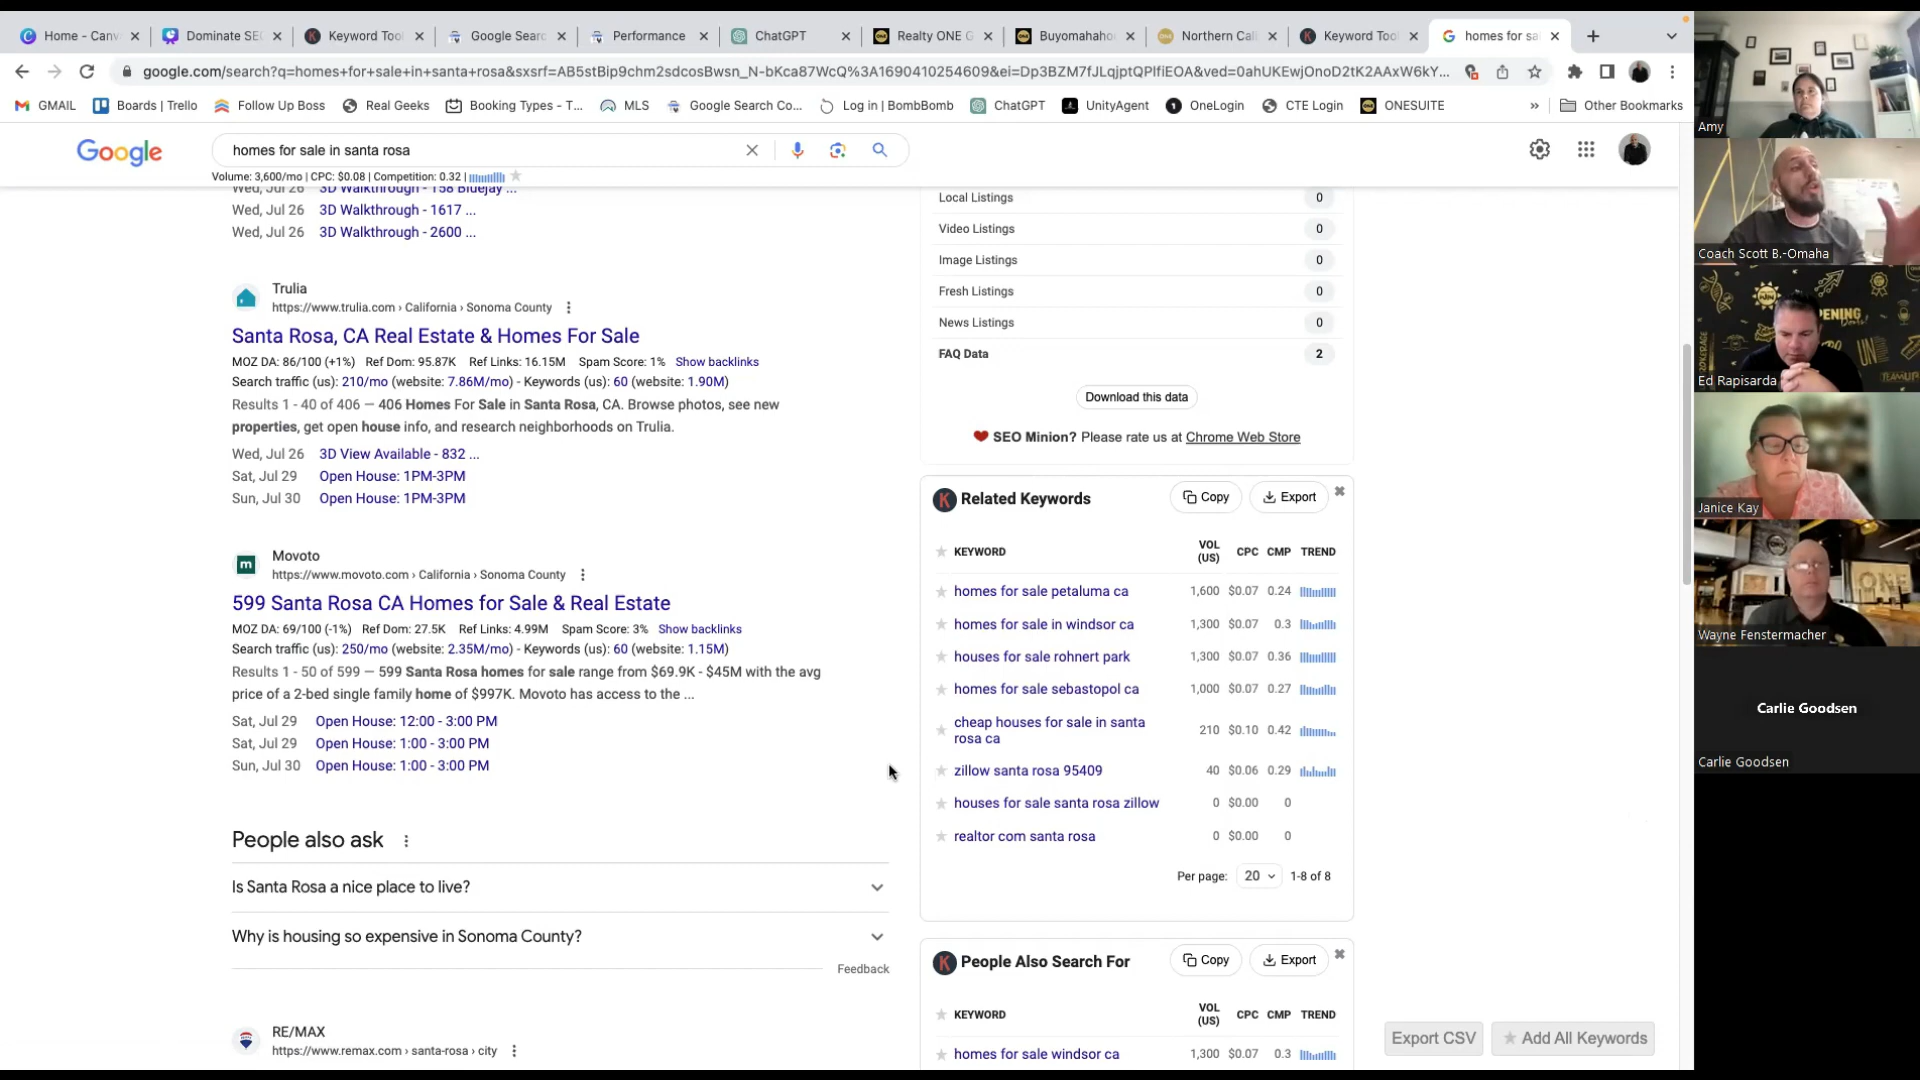 Home - Canv
Dominate SEC
Keyword Too
Google Searc
Performance
ChatGPT
Realty ONE G
Buyomahaho
Northern Cali
Keyword Too
homes for sa
google.com/search?q=homes+for+sale+in+santa+rosa&sxsrf=AB5stBip9chm2sdcosBwsn_N-bKca87WcQ%3A1690410254609&ei=Dp3BZM7fJLqjptQPlfiEOA&ved=0ahUKEwjOnoD2tK2AAxW6kY...
GMAIL
Boards | Trello
Follow Up Boss
Real Geeks
Booking Types - T...
MLS
Google Search Co...
Log in | BombBomb
ChatGPT
UnityAgent
OneLogin
CTE Login
ONESUITE
»
Other Bookmarks
Google
homes for sale in santa rosa
Volume: 3,600/mo | CPC: $0.08 | Competition: 0.32 |
Wed, Jul 26 3D Walkthrough - 158 Bluejay ...
Wed, Jul 26 3D Walkthrough - 1617 ...
Wed, Jul 26 3D Walkthrough - 2600 ...
Trulia
https://www.trulia.com › California › Sonoma County
Santa Rosa, CA Real Estate & Homes For Sale
MOZ DA: 86/100 (+1%) Ref Dom: 95.87K Ref Links: 16.15M Spam Score: 1% Show backlinks
Search traffic (us): 210/mo (website: 7.86M/mo) - Keywords (us): 60 (website: 1.90M)
Results 1 - 40 of 406 — 406 Homes For Sale in Santa Rosa, CA. Browse photos, see new
properties, get open house info, and research neighborhoods on Trulia.
Wed, Jul 26 3D View Available - 832 ...
Sat, Jul 29 Open House: 1PM-3PM
Sun, Jul 30 Open House: 1PM-3PM
Movoto
https://www.movoto.com › California › Sonoma County
599 Santa Rosa CA Homes for Sale & Real Estate
MOZ DA: 69/100 (-1%) Ref Dom: 27.5K Ref Links: 4.99M Spam Score: 3% Show backlinks
Search traffic (us): 250/mo (website: 2.35M/mo) - Keywords (us): 60 (website: 1.15M)
Results 1 - 50 of 599 — 599 Santa Rosa homes for sale range from $69.9K - $45M with the avg
price of a 2-bed single family home of $997K. Movoto has access to the ...
Sat, Jul 29 Open House: 12:00 - 3:00 PM
Sat, Jul 29 Open House: 1:00 - 3:00 PM
Sun, Jul 30 Open House: 1:00 - 3:00 PM
People also ask
Is Santa Rosa a nice place to live?
Why is housing so expensive in Sonoma County?
Feedback
RE/MAX
https://www.remax.com › santa-rosa › city
Local Listings 0
Video Listings 0
Image Listings 0
Fresh Listings 0
News Listings 0
FAQ Data 2
Download this data
SEO Minion? Please rate us at Chrome Web Store
Related Keywords
Copy
Export
KEYWORD VOL (US) CPC CMP TREND
homes for sale petaluma ca 1,600 $0.07 0.24
homes for sale in windsor ca 1,300 $0.07 0.3
houses for sale rohnert park 1,300 $0.07 0.36
homes for sale sebastopol ca 1,000 $0.07 0.27
cheap houses for sale in santa
rosa ca 210 $0.10 0.42
zillow santa rosa 95409 40 $0.06 0.29
houses for sale santa rosa zillow 0 $0.00 0
realtor com santa rosa 0 $0.00 0
Per page: 20 1-8 of 8
People Also Search For
Copy
Export
KEYWORD VOL (US) CPC CMP TREND
homes for sale windsor ca 1,300 $0.07 0.3
Export CSV
Add All Keywords
Amy
Coach Scott B.-Omaha
Ed Rapisarda
Janice Kay
ONE
Wayne Fenstermacher
Carlie Goodsen
Carlie Goodsen